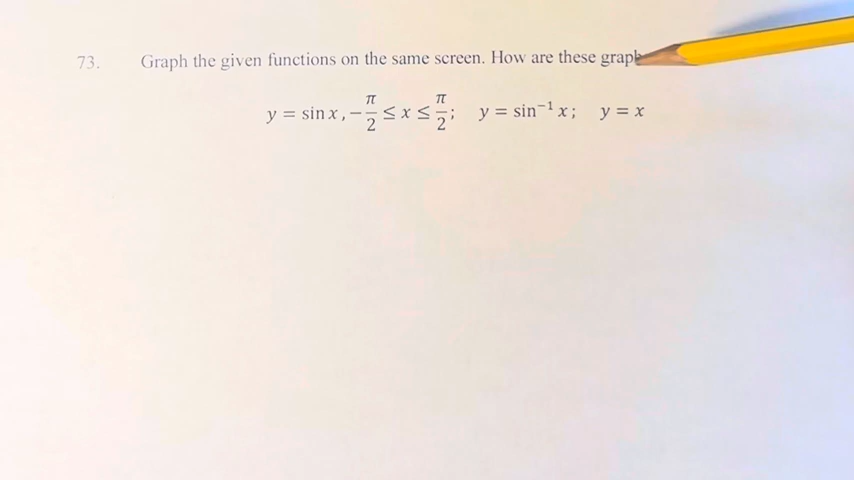 73. Graph the given functions on the same screen. How are these graph
y = sin x, −π/2 ≤ x ≤ π/2; y = sin⁻¹ x; y = x